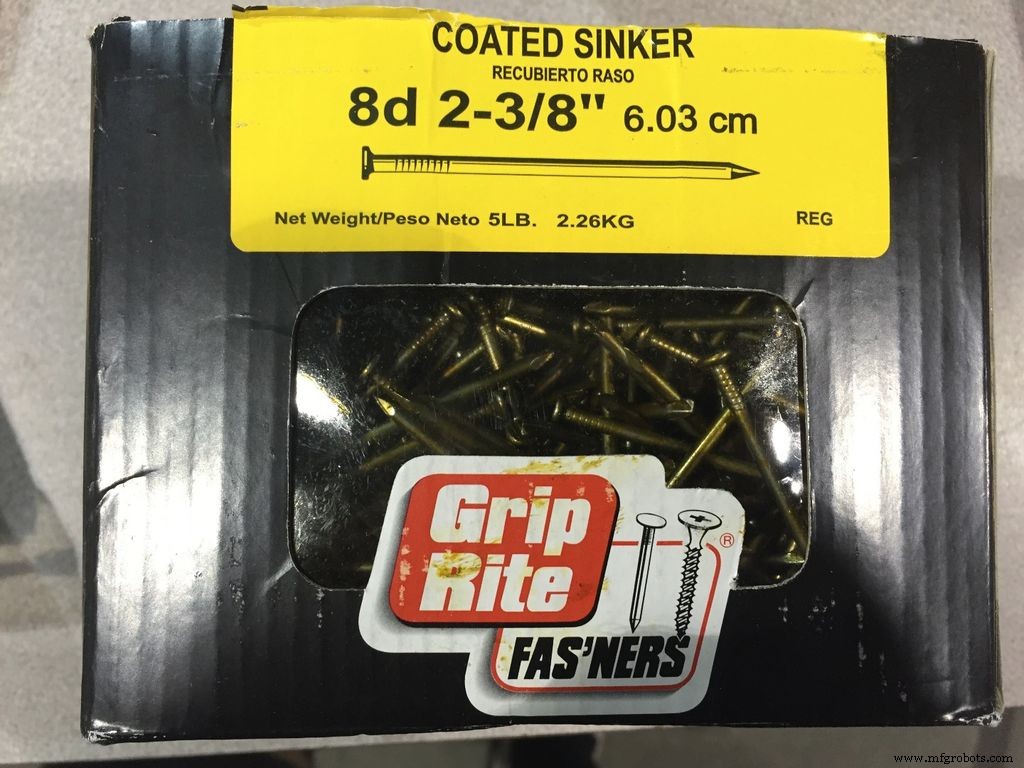 COATED SINKER
RECUBIERTO RASO
8d 2-3/8" 6.03 cm
Net Weight/Peso Neto 5LB. 2.26KG REG
Grip
Rite
®
FAS'NERS
www.mfgrobots.com